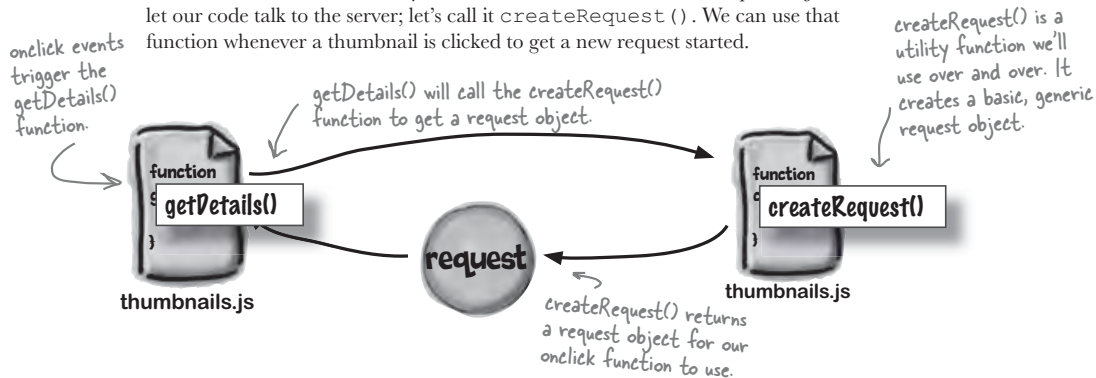 let our code talk to the server; let's call it createRequest(). We can use that
function whenever a thumbnail is clicked to get a new request started.
onclick events
trigger the
getDetails()
function.
getDetails() will call the createRequest()
function to get a request object.
createRequest() is a
utility function we'll
use over and over. It
creates a basic, generic
request object.
function
getDetails()
}
thumbnails.js
request
createRequest() returns
a request object for our
onclick function to use.
function
createRequest()
}
thumbnails.js